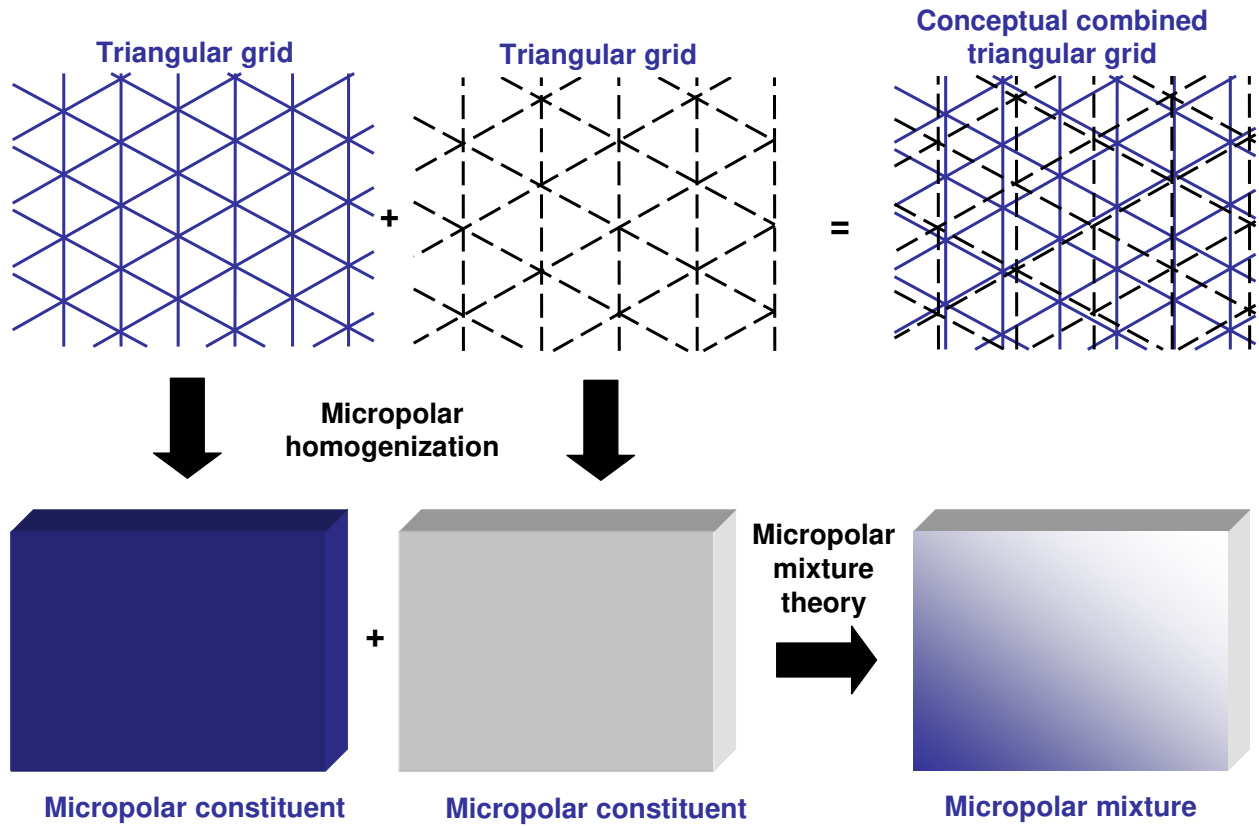 Triangular grid
Triangular grid
Conceptual combined
triangular grid
+
=
Micropolar
homogenization
+
Micropolar
mixture
theory
Micropolar constituent
Micropolar constituent
Micropolar mixture